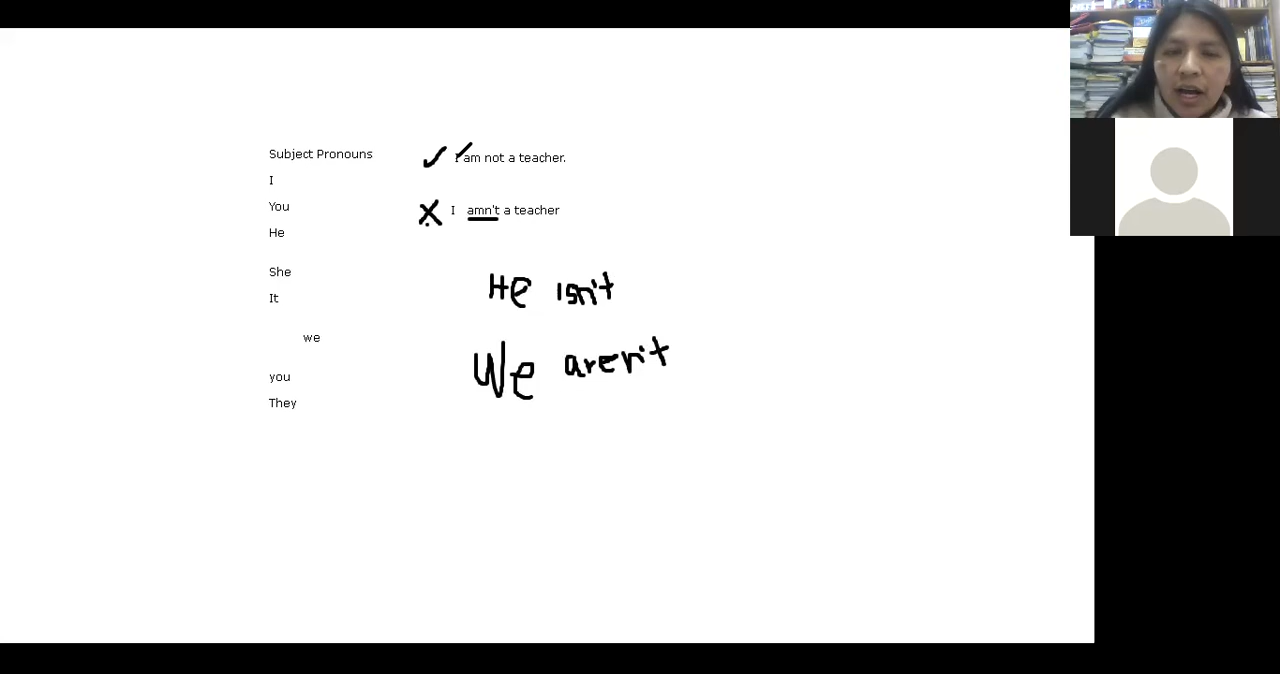 Subject Pronouns
I
You
He
She
It
we
you
They
I am not a teacher.
I amn't a teacher
He isn't
We aren't